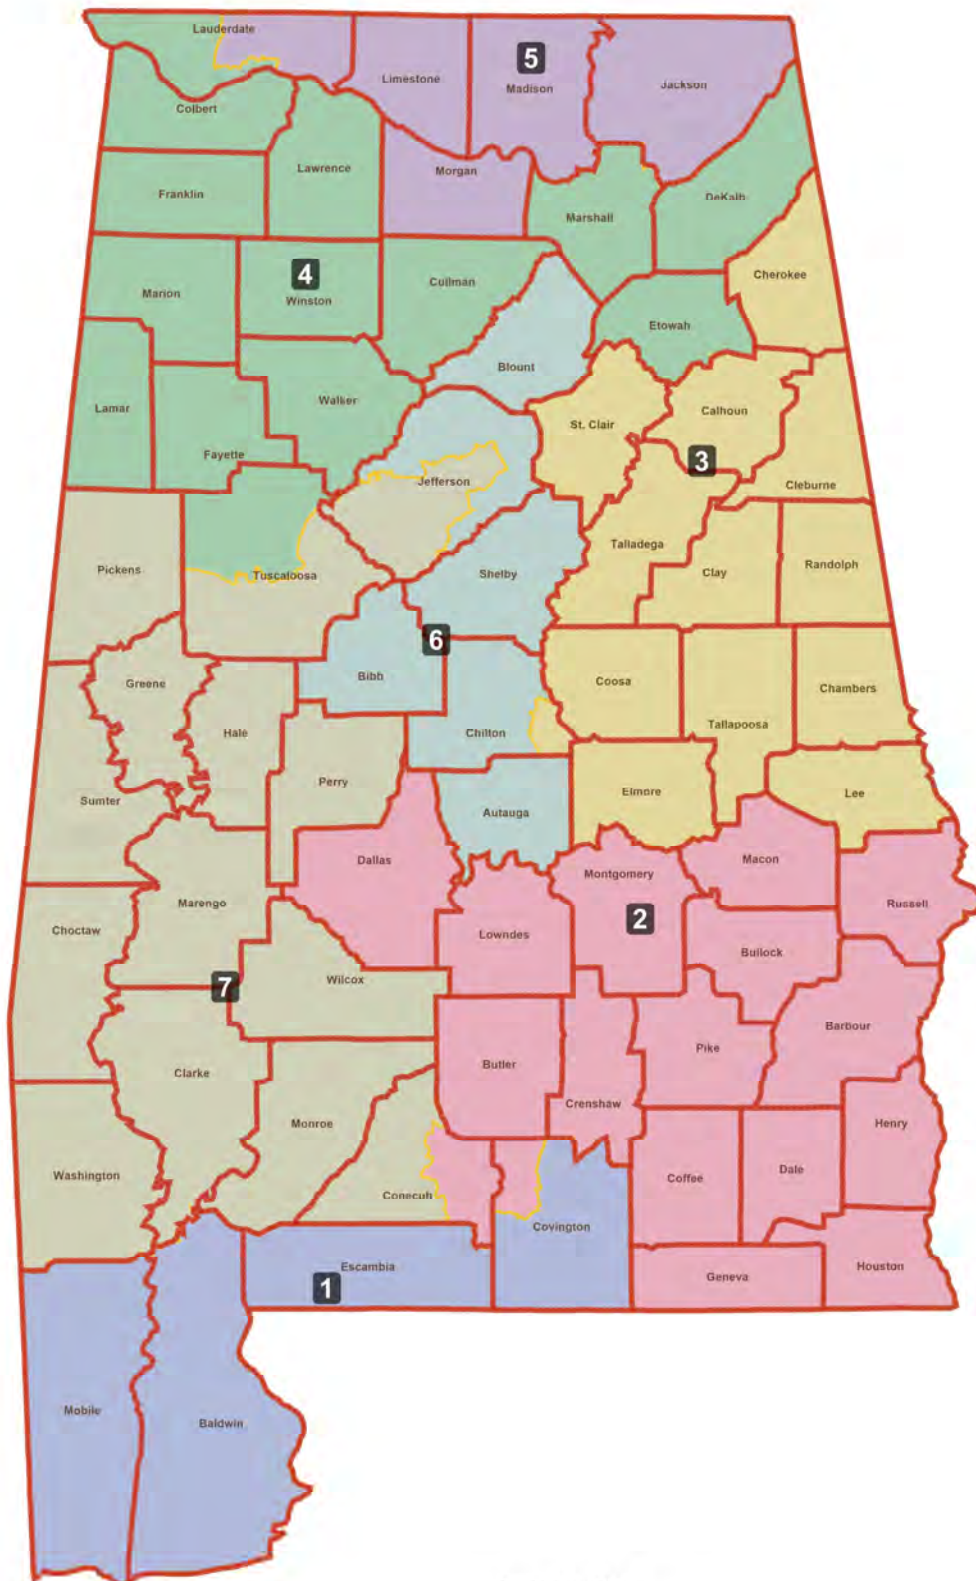 Lauderdale
5
Limestone
Madison
Jackson
Colbert
Lawrence
Morgan
Franklin
DeKalb
Marshall
4
Cherokee
Marion
Winston
Cullman
Etowah
Blount
Walker
Lamar
Calhoun
St. Clair
Fayette
3
Jefferson
Cleburne
Talladega
Pickens
Tuscaloosa
Shelby
Clay
Randolph
6
Bibb
Greene
Coosa
Chambers
Hale
Chilton
Tallapoosa
Perry
Sumter
Elmore
Lee
Autauga
Dallas
Macon
Montgomery
Marengo
Russell
2
Choctaw
Lowndes
Bullock
Wilcox
7
Barbour
Pike
Clarke
Butler
Crenshaw
Monroe
Henry
Washington
Coffee
Dale
Conecuh
Covington
Escambia
Houston
Geneva
1
Mobile
Baldwin